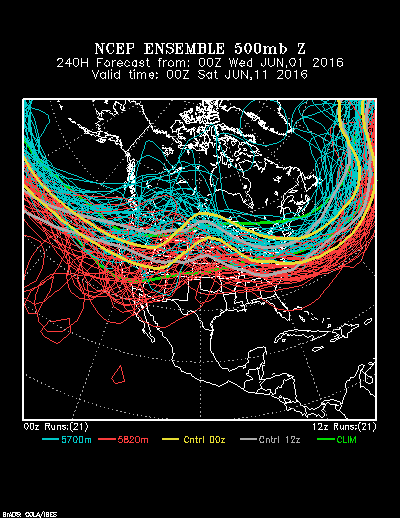 NCEP ENSEMBLE 500mb Z
240H Forecast from: 00Z Wed JUN,01 2016
Valid time: 00Z Sat JUN,11 2016
00z Runs:(21) 12z Runs:(21)
5700m 5820m Cntrl 00z Cntrl 12z CLIM
GrADS: COLA/IGES